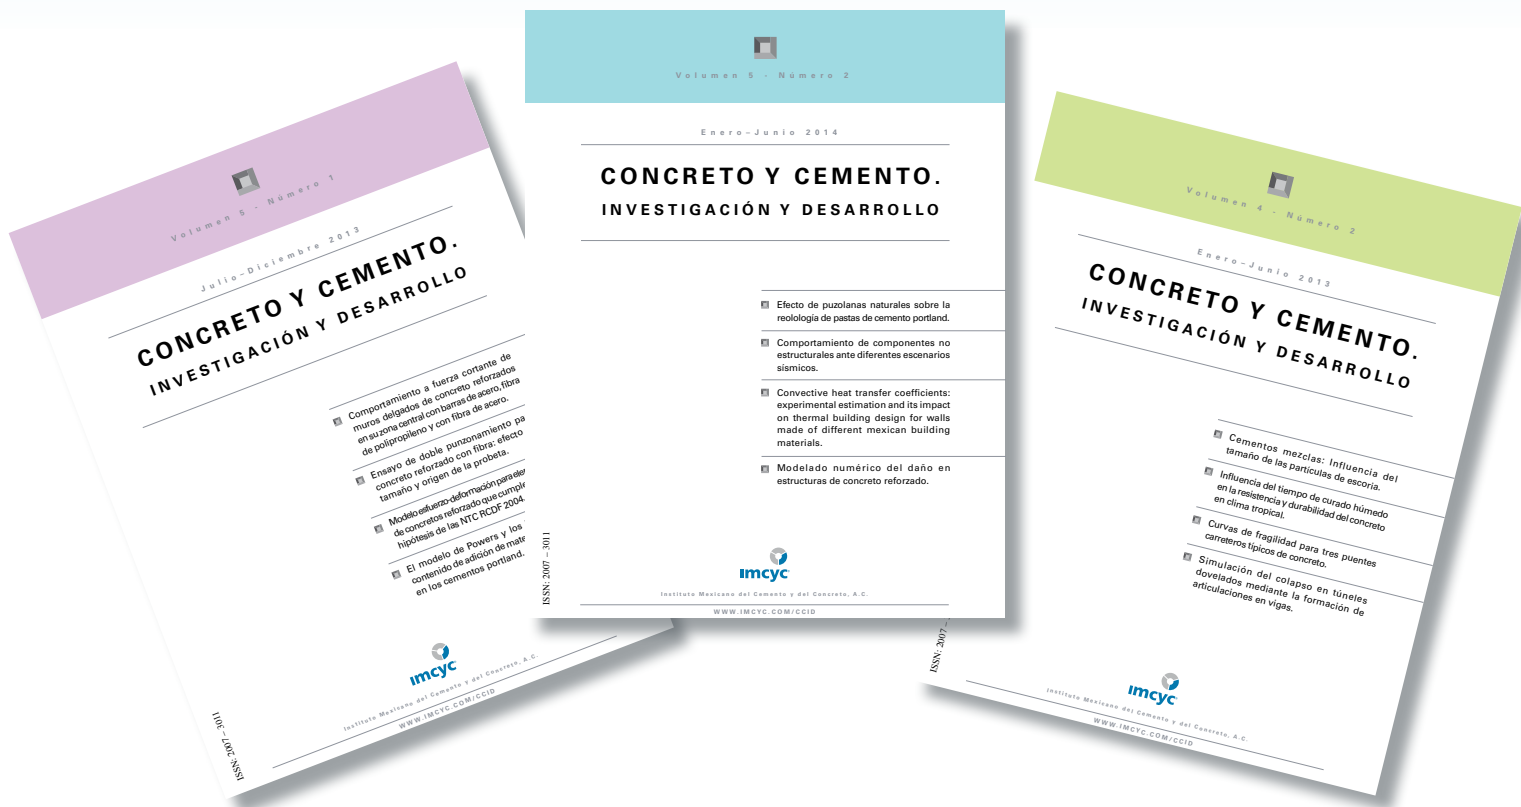 Volumen 5 - Número 1
Julio–Diciembre 2013
CONCRETO Y CEMENTO.
INVESTIGACIÓN Y DESARROLLO
Comportamiento a fuerza cortante de
muros delgados de concreto reforzados
en su zona central con barras de acero, fibra
de polipropileno y con fibra de acero.
Ensayo de doble punzonamiento
concreto reforzado con fibra: efecto
tamaño y origen de la probeta.
Modelo esfuerzo-deformación para
de concretos reforzado que cumple
hipótesis de las NTC RCDF 2004.
El modelo de Powers y los
contenido de adición de
en los cementos portland.
imcyc
Instituto Mexicano del Cemento y del Concreto, A.C.
WWW.IMCYC.COM/CCID
ISSN: 2007 – 3011
Volumen 5 - Número 2
Enero–Junio 2014
CONCRETO Y CEMENTO.
INVESTIGACIÓN Y DESARROLLO
Efecto de puzolanas naturales sobre la
reolología de pastas de cemento portland.
Comportamiento de componentes no
estructurales ante diferentes escenarios
sísmicos.
Convective heat transfer coefficients:
experimental estimation and its impact
on thermal building design for walls
made of different mexican building
materials.
Modelado numérico del daño en
estructuras de concreto reforzado.
imcyc
Instituto Mexicano del Cemento y del Concreto, A.C.
WWW.IMCYC.COM/CCID
ISSN: 2007 – 3011
Volumen 4 - Número 2
Enero–Junio 2013
CONCRETO Y CEMENTO.
INVESTIGACIÓN Y DESARROLLO
Cementos mezclas: Influencia del
tamaño de las partículas de escoria.
Influencia del tiempo de curado húmedo
en la resistencia y durabilidad del concreto
en clima tropical.
Curvas de fragilidad para tres puentes
carreteros típicos de concreto.
Simulación del colapso en túneles
dovelados mediante la formación de
articulaciones en vigas.
imcyc
Instituto Mexicano del Cemento y del Concreto, A.C.
WWW.IMCYC.COM/CCID
ISSN: 2007 –